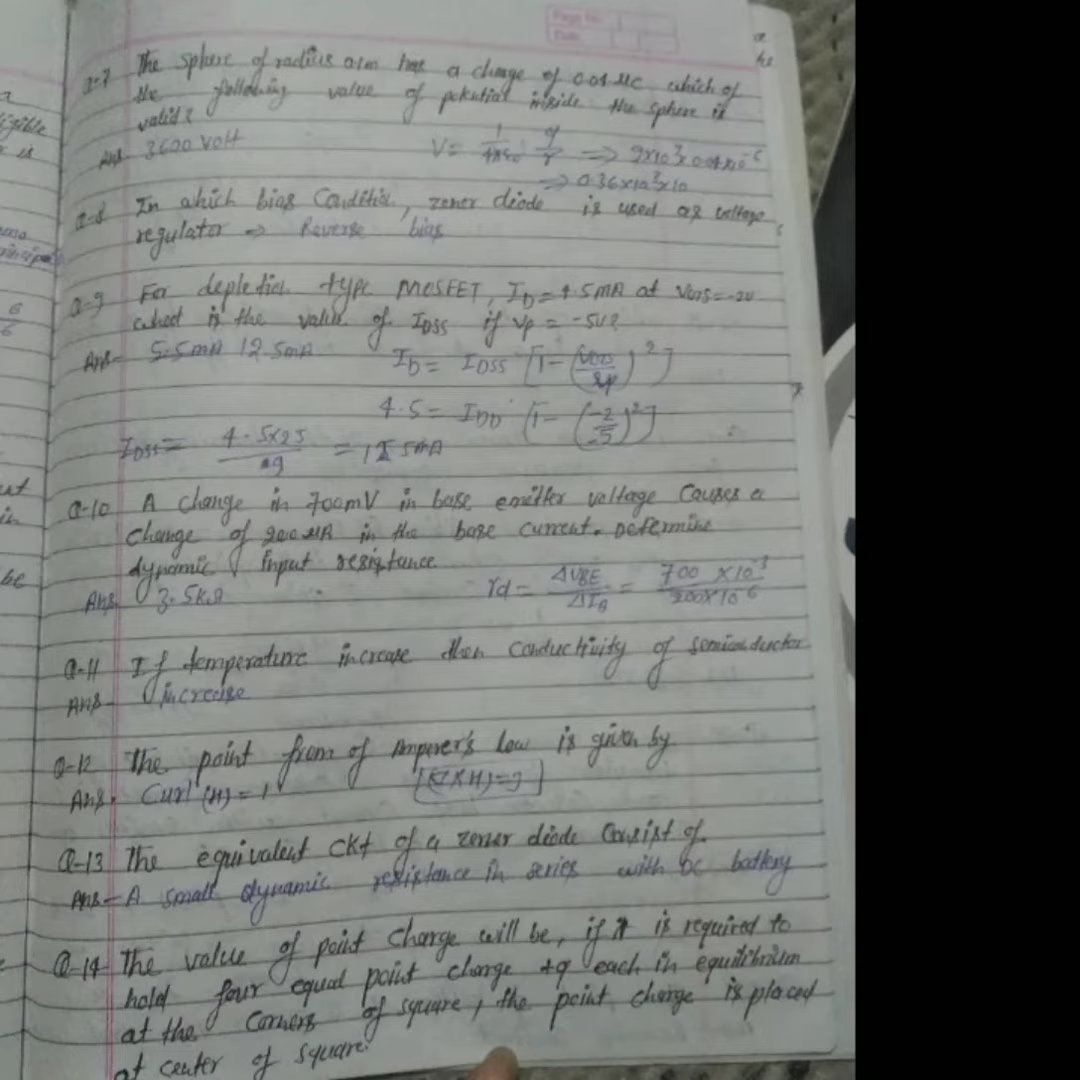 Page No.
Date
Q-7 The sphere of radius 0.1m has a charge of 0.04 μC which of
the following value of potential inside the sphere is
valid?
Ans 3600 Volt V = 1/4πε₀ q/r ⇒ 9×10⁹×0.04×10⁻⁶
⇒ 0.36×10³×10
Q-8 In which bias Condition, zener diode is used as voltage
regulator ⇒ Reverse bias
Q-9 For depletion type MOSFET, ID = 4.5mA at VGS = -2V
what is the value of IDSS if Vp = -5V?
Ans- 5.5mA 12.5mA ID = IDSS [1 - (VGS/Vp)²]
4.5 = IDD [1 - (-2/-5)²]
IDSS = 4.5×25/9 = 12.5mA
Q-10 A change in 700mV in base emitter voltage causes a
change of 200 μA in the base current. Determine
dynamic input resistance
Ans. 3.5kΩ rd = ΔVBE/ΔIB = 700 ×10⁻³/200×10⁻⁶
Q-11 If temperature increase then conductivity of semiconductor
Ans- increase
Q-12 The point from of Amperer's law is given by
Ans. Curl (H) = J [(∇×H)=J]
Q-13 The equivalent ckt of a zener diode Consist of
Ans- A small dynamic resistance in series with DC battery
Q-14 The value of point charge will be, if it is required to
hold four equal point charge +q each in equilibrium
at the corners of square, the point charge is placed
at center of square.